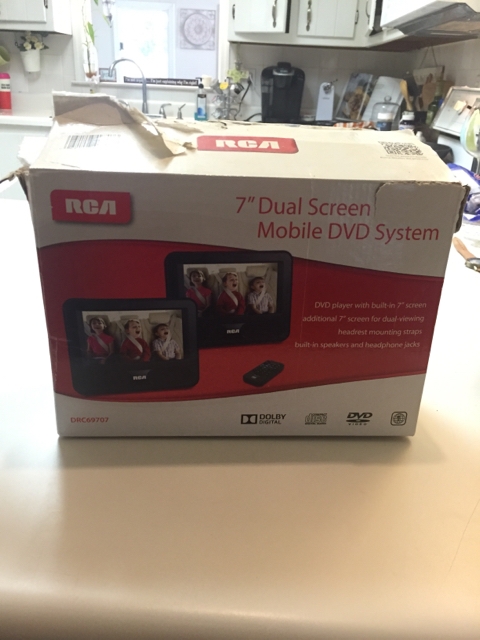 RCA
RCA
7" Dual Screen
Mobile DVD System
DVD player with built-in 7" screen
additional 7" screen for dual-viewing
headrest mounting straps
built-in speakers and headphone jacks
RCA
RCA
DRC69707
DOLBY
DIGITAL
DVD
VIDEO